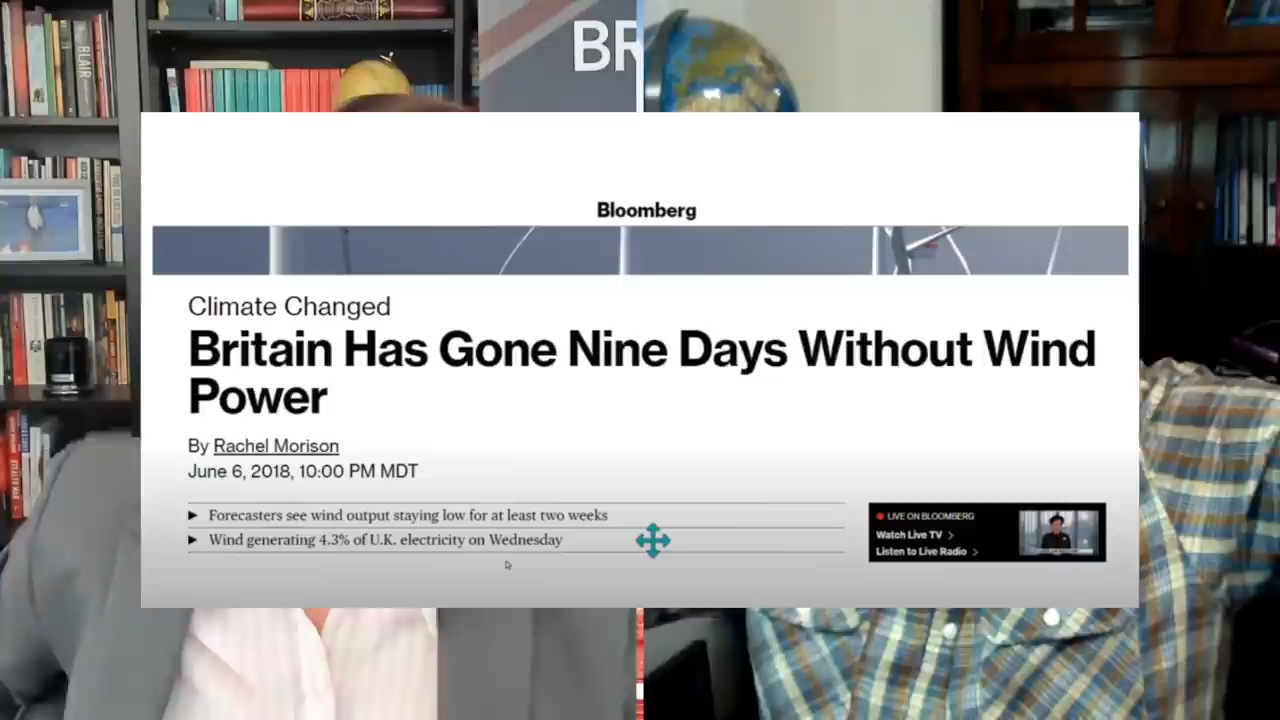 BLAIR
BR
Bloomberg
Climate Changed
Britain Has Gone Nine Days Without Wind
Power
By Rachel Morison
June 6, 2018, 10:00 PM MDT
▶ Forecasters see wind output staying low for at least two weeks
▶ Wind generating 4.3% of U.K. electricity on Wednesday
LIVE ON BLOOMBERG
Watch Live TV >
Listen to Live Radio >